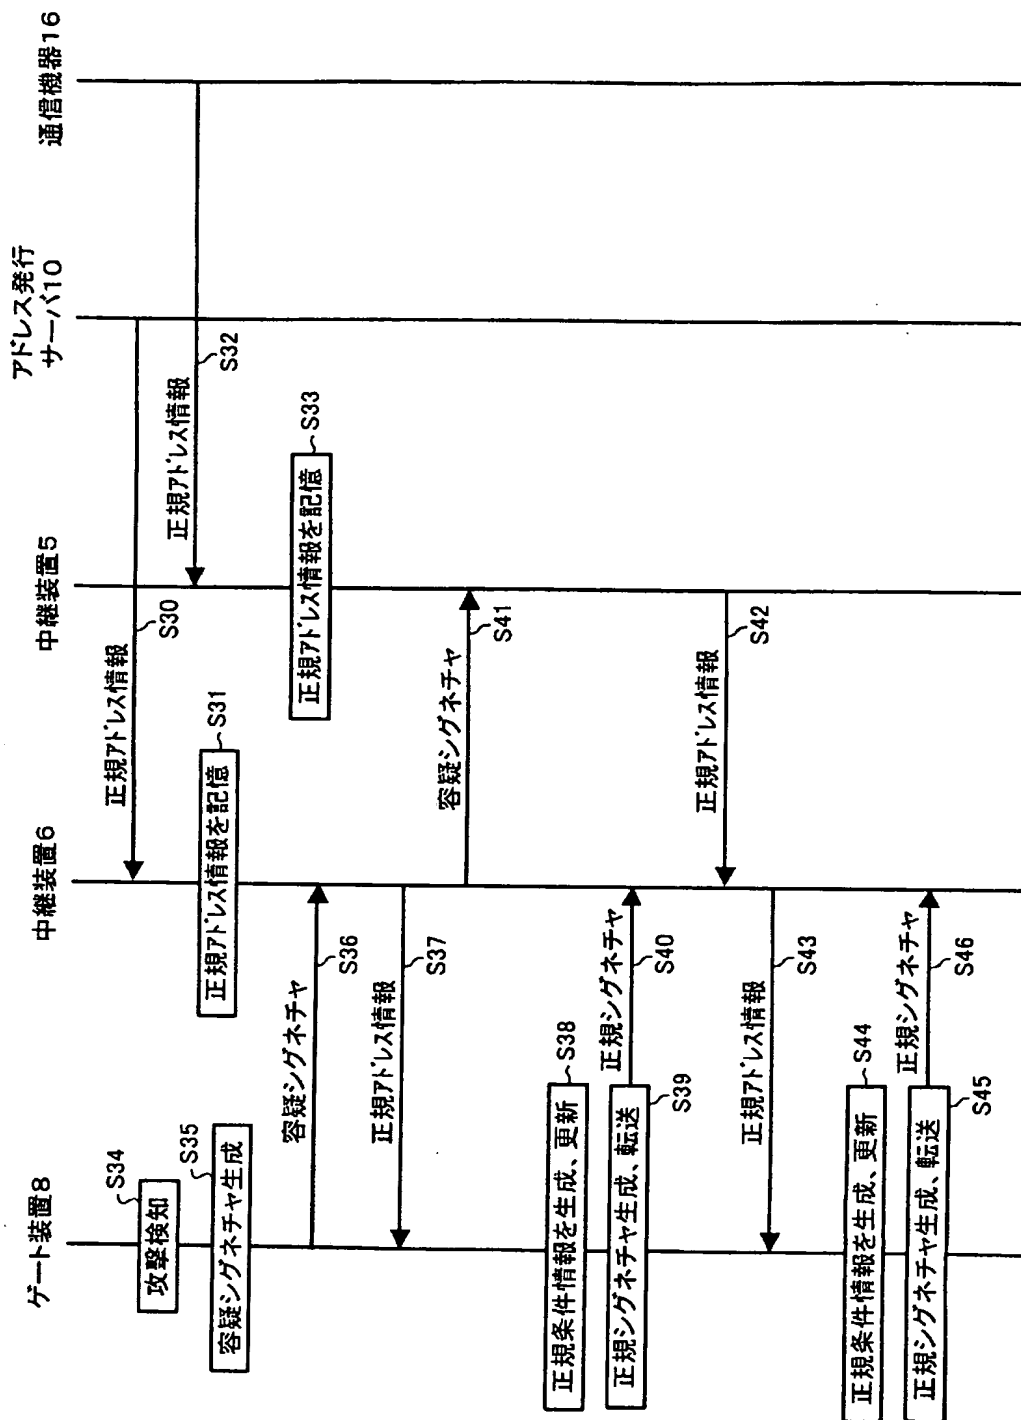 ゲート装置8
中継装置6
中継装置5
アドレス発行
サーバ10
通信機器16
正規アドレス情報
S30
正規アドレス情報を記憶
S31
正規アドレス情報
S32
正規アドレス情報を記憶
S33
攻撃検知
S34
容疑シグネチャ生成
S35
容疑シグネチャ
S36
正規アドレス情報
S37
容疑シグネチャ
S41
正規条件情報を生成、更新
S38
正規シグネチャ生成、転送
S39
正規シグネチャ
S40
正規アドレス情報
S42
正規アドレス情報
S43
正規条件情報を生成、更新
S44
正規シグネチャ生成、転送
S45
正規シグネチャ
S46